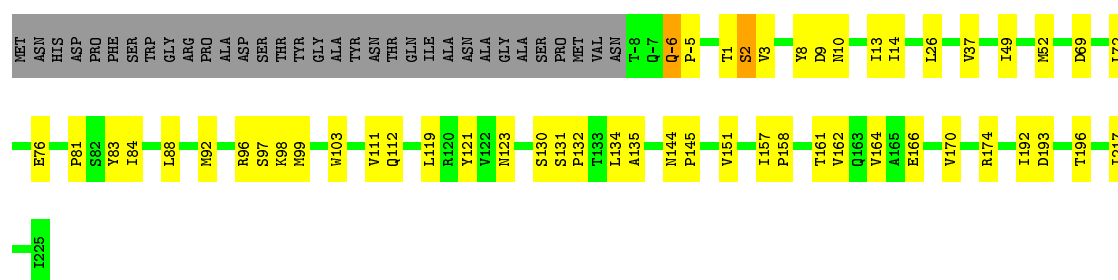 MET ASN HIS ASP PRO PHE SER TRP GLY ARG PRO ALA ASP SER THR TYR GLY ALA TYR ASN THR GLN ILE ALA ASN ALA GLY ALA SER PRO MET VAL ASN T-8 Q-7 Q-6 P-5 T1 S2 V3 Y8 D9 N10 I13 I14 L26 V37 I49 M52 D69
E76 P81 S82 Y83 I84 L88 M92 R96 S97 K98 M99 W103 V111 Q112 L119 R120 Y121 V122 N123 S130 S131 P132 T133 L134 A135 N144 P145 V151 I157 P158 T161 V162 Q163 V164 A165 E166 V170 R174 I192 D193 T196
I225